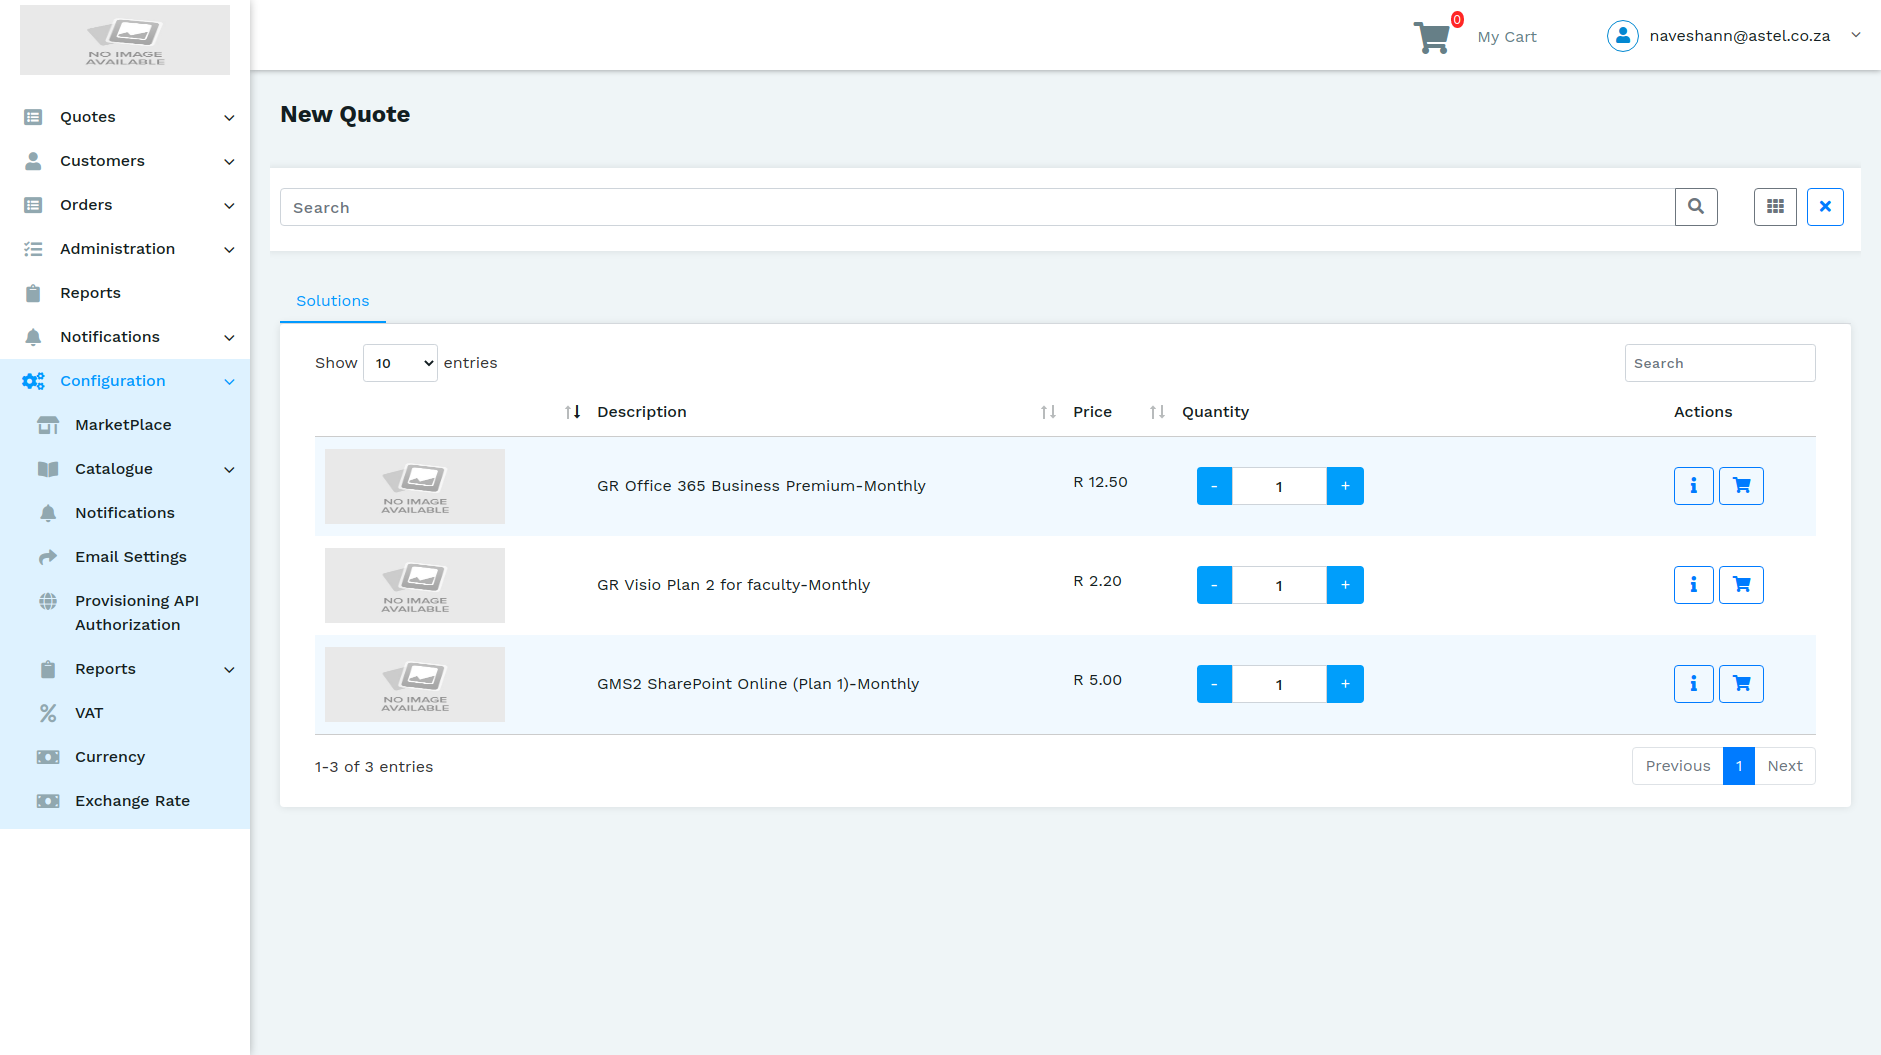 NO IMAGE
AVAILABLE
0
My Cart
naveshann@astel.co.za
Quotes
Customers
Orders
Administration
Reports
Notifications
Configuration
MarketPlace
Catalogue
Notifications
Email Settings
Provisioning API
Authorization
Reports
VAT
Currency
Exchange Rate
New Quote
Search
Solutions
Show 10 entries
Search
Description Price Quantity Actions
NO IMAGE
AVAILABLE
GR Office 365 Business Premium-Monthly R 12.50 - 1 +
NO IMAGE
AVAILABLE
GR Visio Plan 2 for faculty-Monthly R 2.20 - 1 +
NO IMAGE
AVAILABLE
GMS2 SharePoint Online (Plan 1)-Monthly R 5.00 - 1 +
1-3 of 3 entries
Previous 1 Next